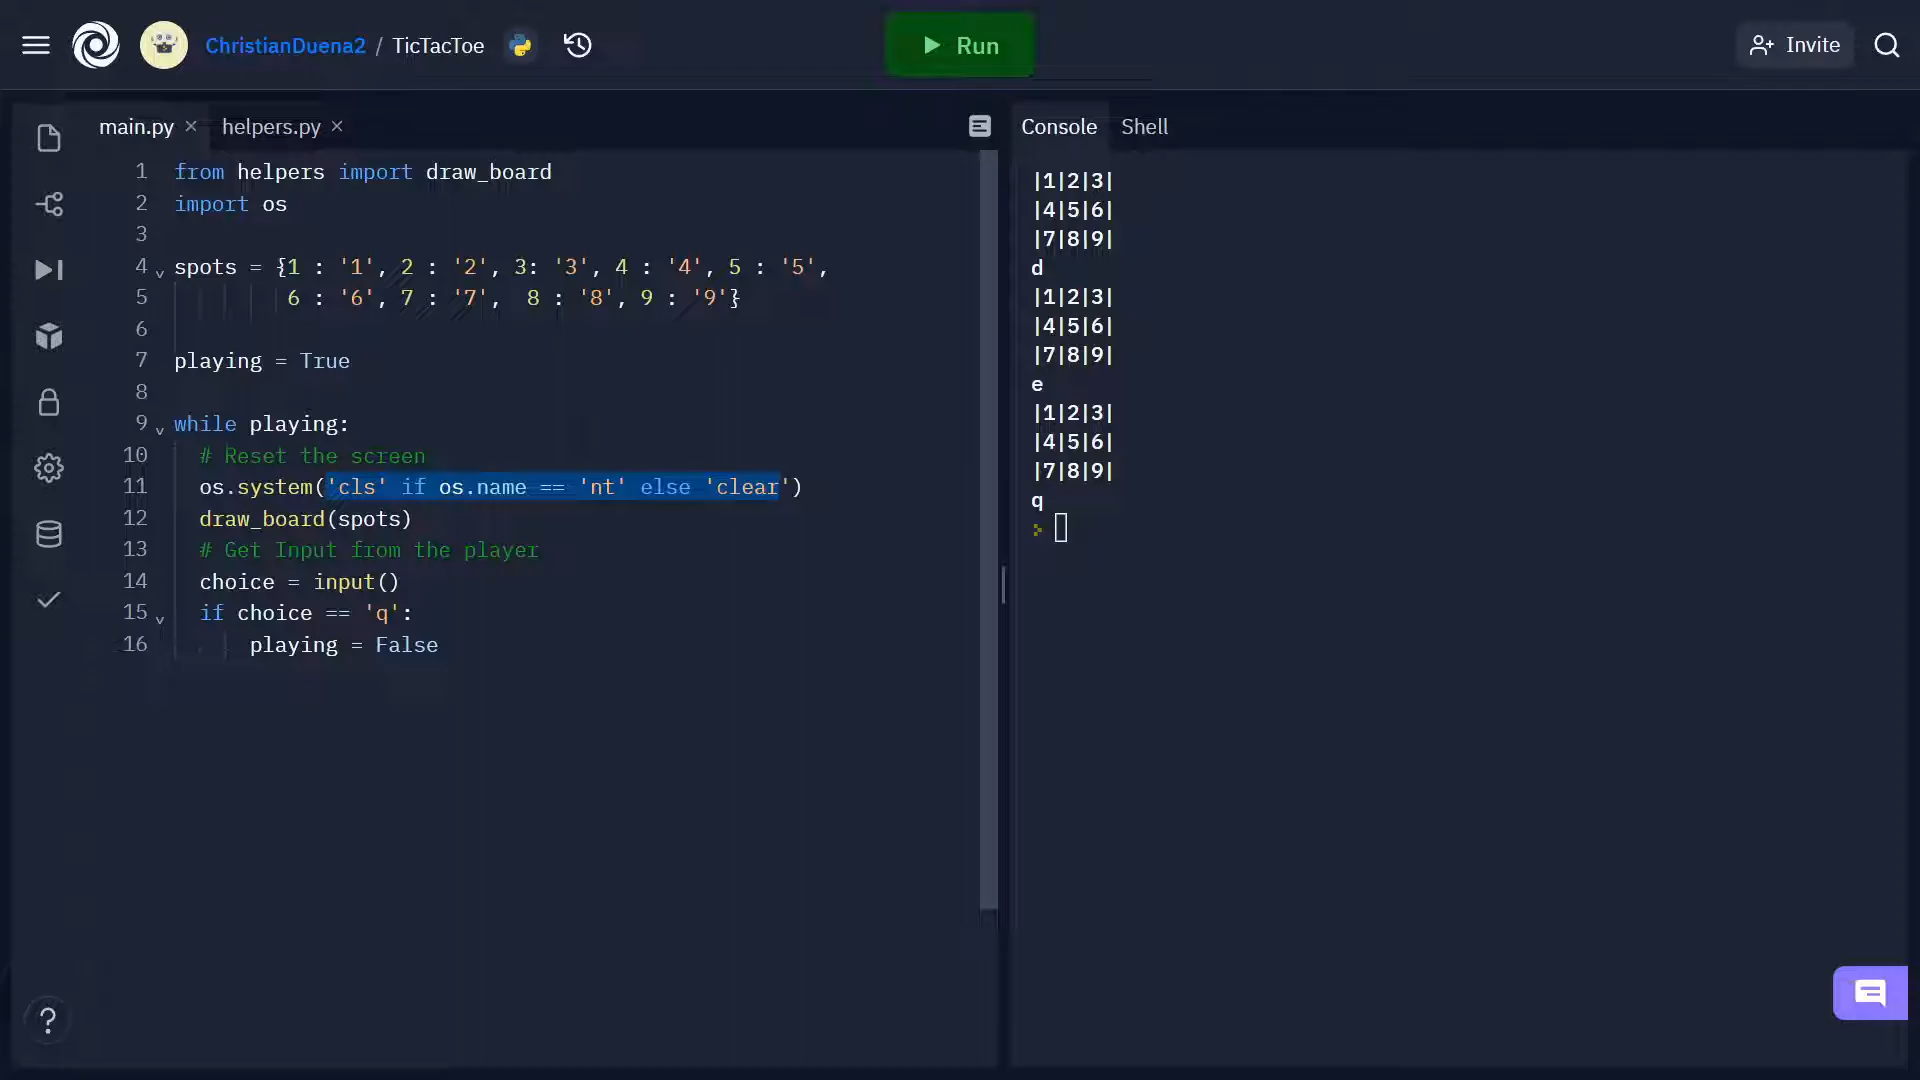 ChristianDuena2 / TicTacToe
Run
Invite
main.py
helpers.py
1 from helpers import draw_board
2 import os
3
4 spots = {1 : '1', 2 : '2', 3: '3', 4 : '4', 5 : '5',
5 6 : '6', 7 : '7', 8 : '8', 9 : '9'}
6
7 playing = True
8
9 while playing:
10 # Reset the screen
11 os.system('cls' if os.name == 'nt' else 'clear')
12 draw_board(spots)
13 # Get Input from the player
14 choice = input()
15 if choice == 'q':
16 playing = False
Console Shell
|1|2|3|
|4|5|6|
|7|8|9|
d
|1|2|3|
|4|5|6|
|7|8|9|
e
|1|2|3|
|4|5|6|
|7|8|9|
q